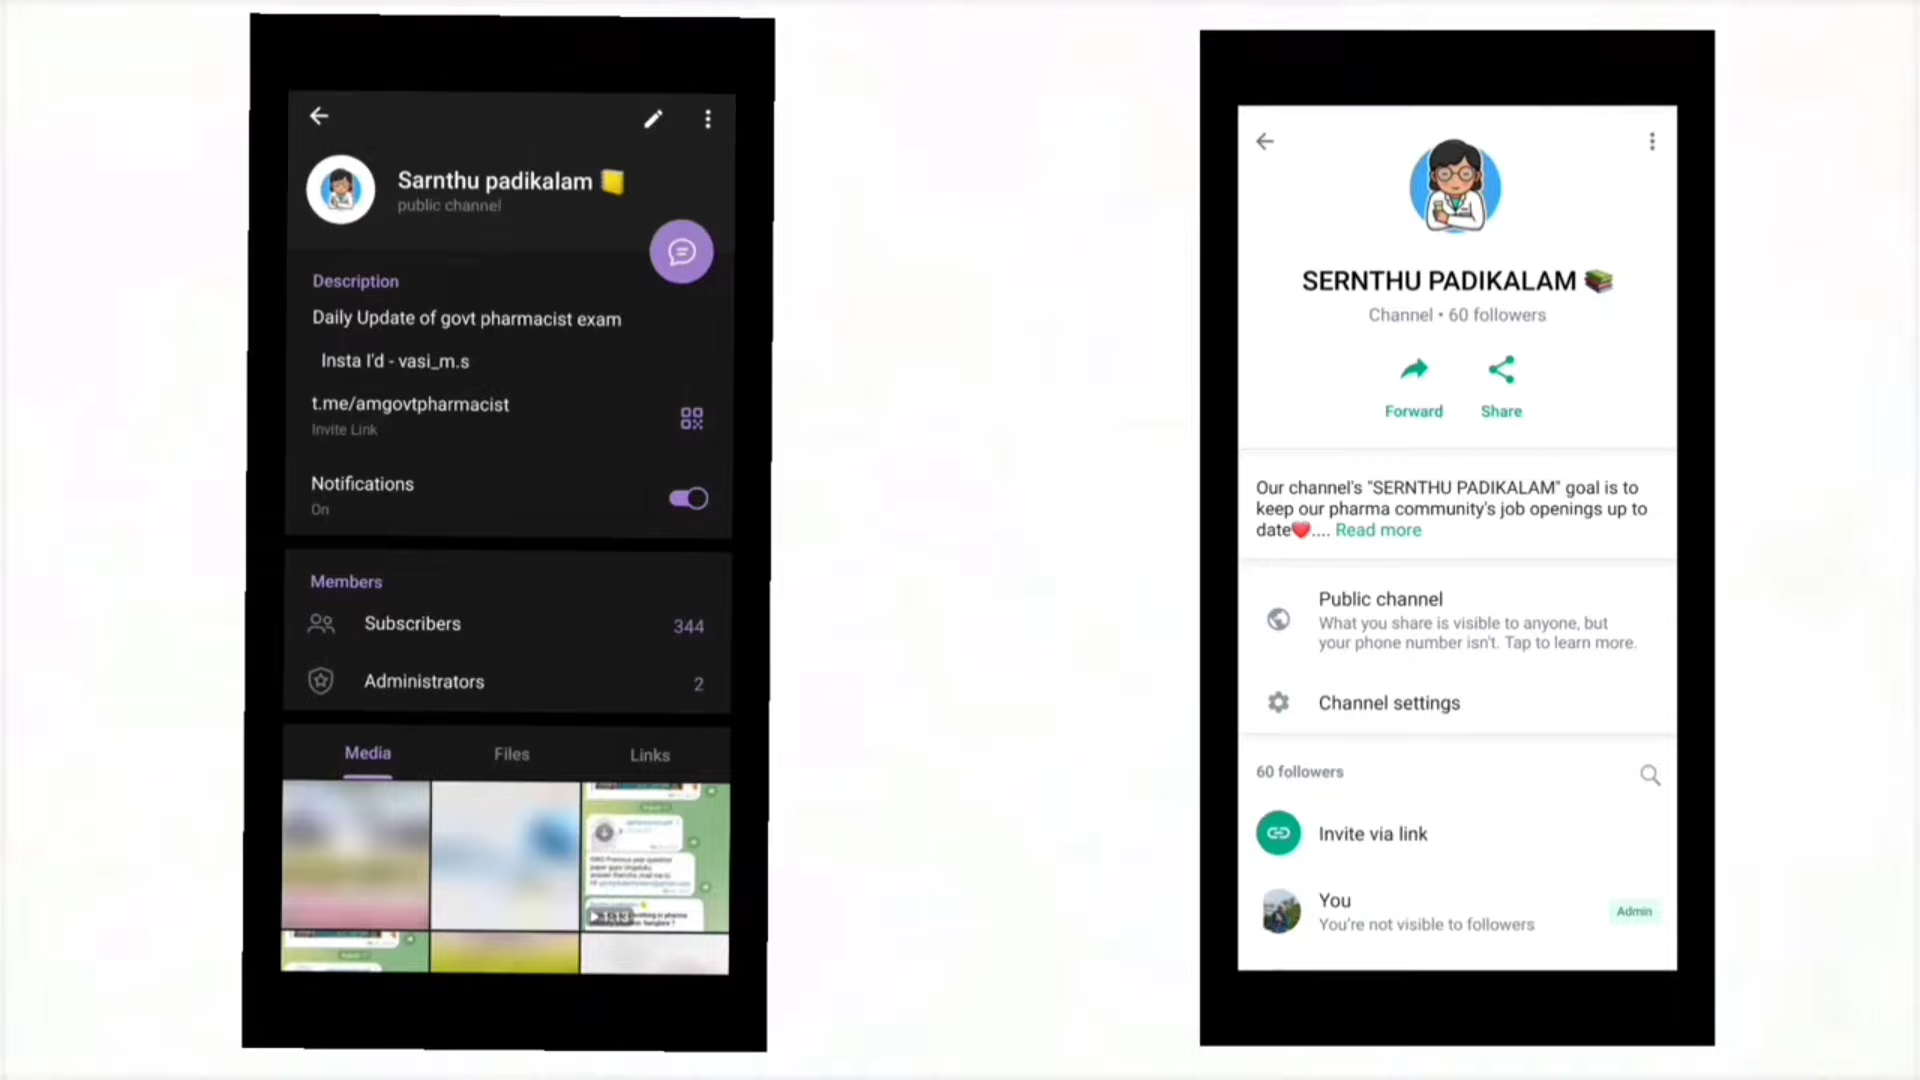 Sarnthu padikalam
public channel
Description
Daily Update of govt pharmacist exam
Insta I'd - vasi_m.s
t.me/amgovtpharmacist
Invite Link
Notifications
On
Members
Subscribers 344
Administrators 2
Media Files Links
SERNTHU PADIKALAM
Channel • 60 followers
Forward Share
Our channel's "SERNTHU PADIKALAM" goal is to
keep our pharma community's job openings up to
date❤️.... Read more
Public channel
What you share is visible to anyone, but
your phone number isn't. Tap to learn more.
Channel settings
60 followers
Invite via link
You
You're not visible to followers
Admin